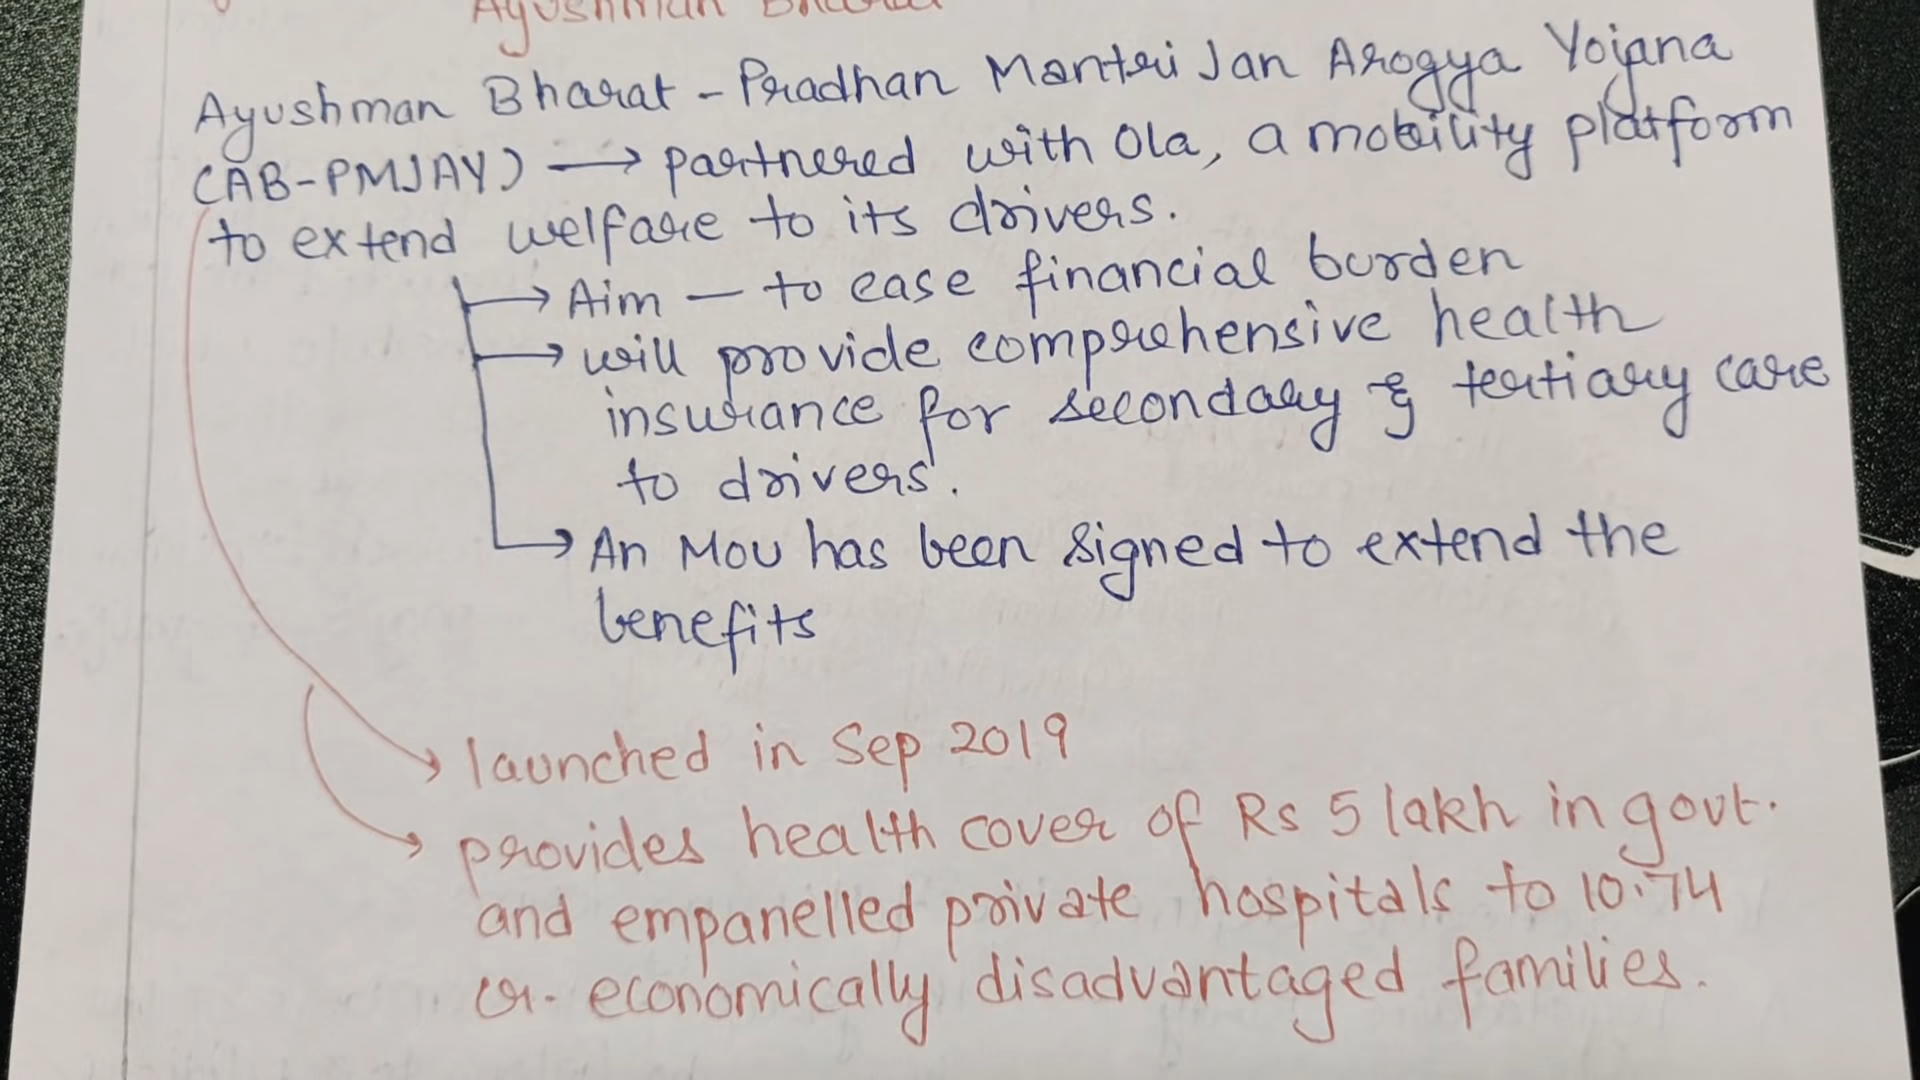 Ayushman Bharat
Ayushman Bharat - Pradhan Mantri Jan Arogya Yojana
(AB-PMJAY) → partnered with Ola, a mobility platform
to extend welfare to its drivers.
→ Aim — to ease financial burden
→ will provide comprehensive health
insurance for secondary & tertiary care
to drivers.
→ An MoU has been signed to extend the
benefits
→ launched in Sep 2019
→ provides health cover of Rs 5 lakh in govt.
and empanelled private hospitals to 10.74
cr. economically disadvantaged families.